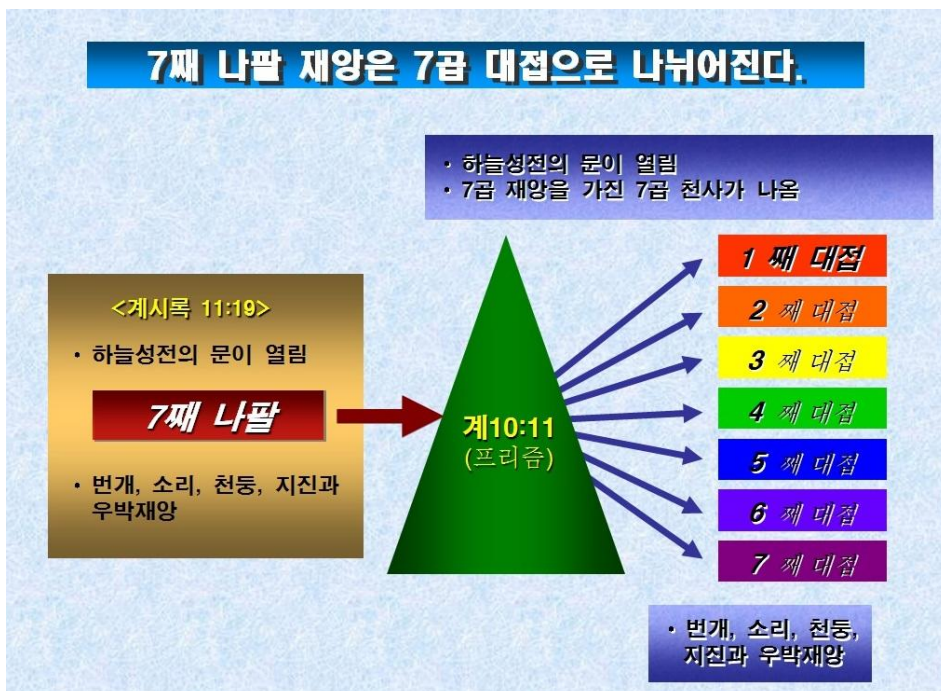 7째 나팔 재앙은 7곱 대접으로 나뉘어진다.
• 하늘성전의 문이 열림
• 7곱 재앙을 가진 7곱 천사가 나옴
<계시록 11:19>
• 하늘성전의 문이 열림
7째 나팔
• 번개, 소리, 천둥, 지진과
우박재앙
계10:11
(프리즘)
1 째 대접
2 째 대접
3 째 대접
4 째 대접
5 째 대접
6 째 대접
7 째 대접
• 번개, 소리, 천둥,
지진과 우박재앙